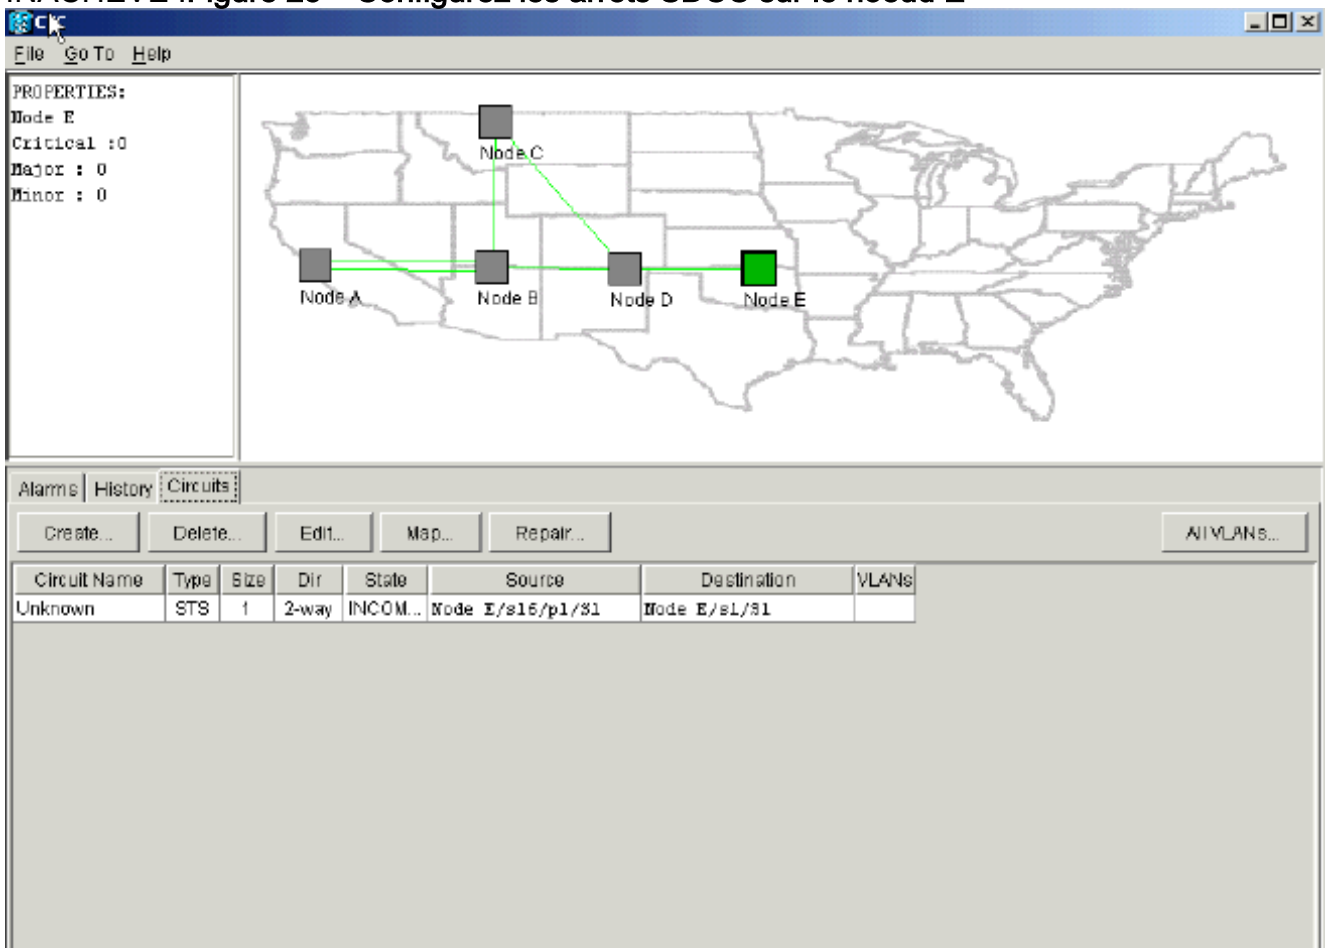 CTC
File Go To Help
PROPERTIES:
Node E
Critical :0
Major : 0
Minor : 0
Node C
Node A
Node B
Node D
Node E
Alarms History Circuits
Create... Delete... Edit... Map... Repair... All VLANs...
Circuit Name Type Size Dir State Source Destination VLANs
Unknown STS 1 2-way INCOM... Node E/s16/p1/S1 Node E/s1/S1